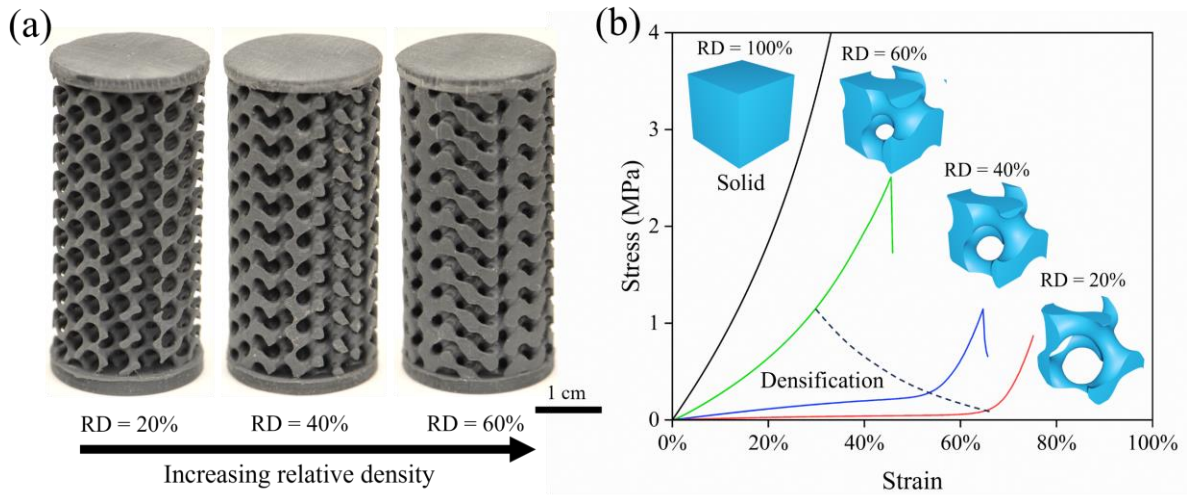 (a)
RD = 20%
RD = 40%
RD = 60%
1 cm
Increasing relative density
(b)
Stress (MPa)
4
3
2
1
0
RD = 100%
Solid
RD = 60%
RD = 40%
RD = 20%
Densification
0%
20%
40%
60%
80%
100%
Strain